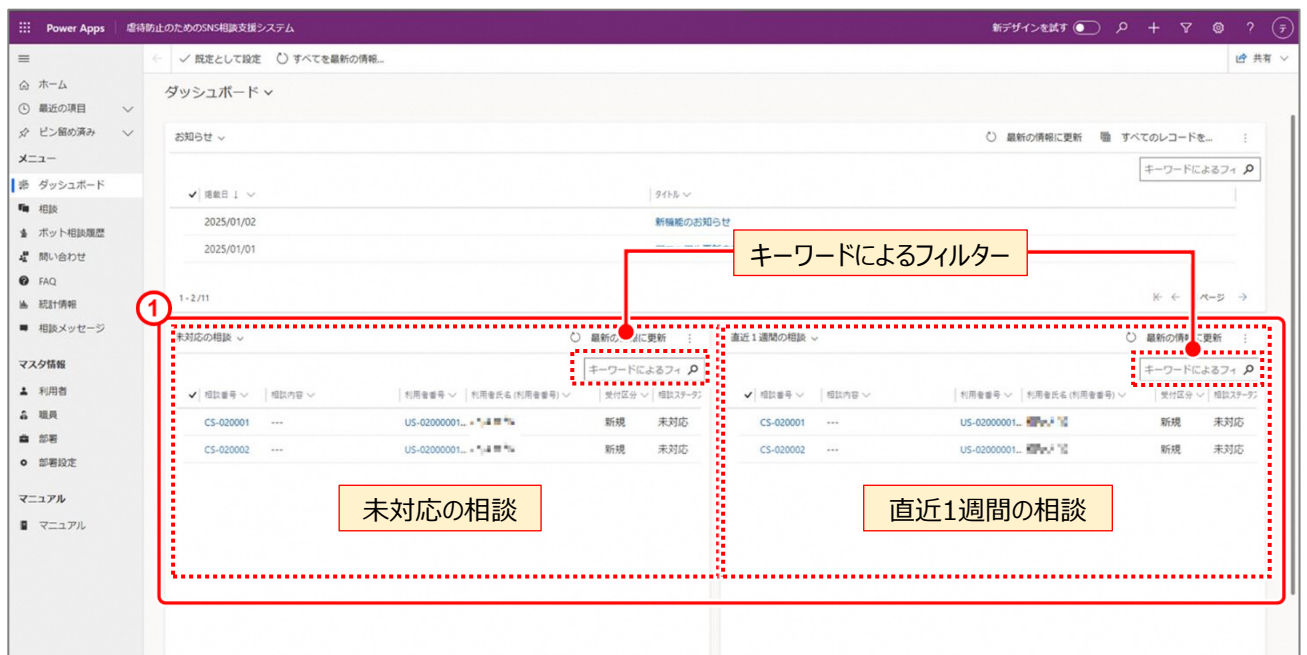 Power Apps 虐待防止のためのSNS相談支援システム 新デザインを試す ?
既定として設定 すべてを最新の情報... 共有
ホーム
最近の項目
ピン留め済み
メニュー
ダッシュボード
相談
ボット相談履歴
問い合わせ
FAQ
統計情報
相談メッセージ
マスタ情報
利用者
職員
部署
部署設定
マニュアル
マニュアル
ダッシュボード
お知らせ 最新の情報に更新 すべてのレコードを...
キーワードによるフィ
掲載日 ↓ タイトル
2025/01/02 新機能のお知らせ
2025/01/01
キーワードによるフィルター
1 - 2 /11 ページ
1
未対応の相談 最新の に更新
キーワードによるフィ
相談番号 相談内容 利用者番号 利用者氏名(利用者番号) 受付区分 相談ステータス
CS-020001 --- US-02000001... 新規 未対応
CS-020002 --- US-02000001... 新規 未対応
未対応の相談
直近1週間の相談 最新の情 更新
キーワードによるフィ
相談番号 相談内容 利用者番号 利用者氏名(利用者番号) 受付区分 相談ステータ
CS-020001 --- US-02000001... 新規 未対応
CS-020002 --- US-02000001... 新規 未対応
直近1週間の相談